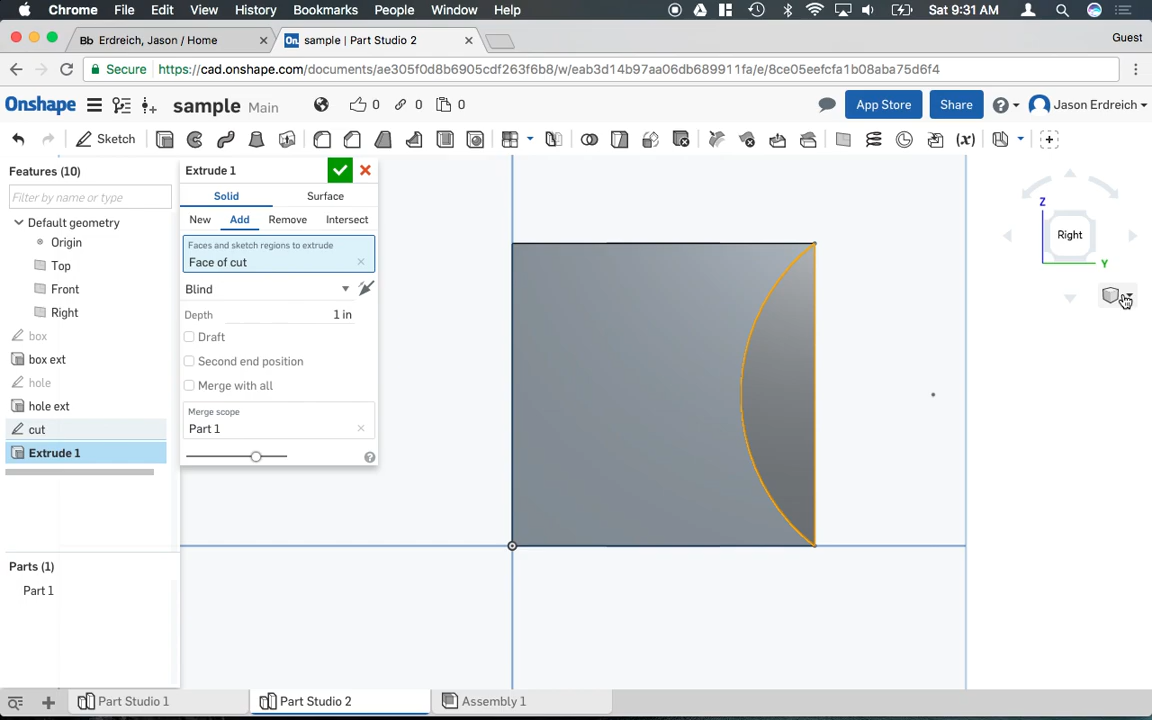 Chrome File Edit View History Bookmarks People Window Help Sat 9:31 AM
Bb Erdreich, Jason / Home On. sample | Part Studio 2 Guest
Secure https://cad.onshape.com/documents/ae305f0d8b6905cdf263f6b8/w/eab3d14b97aa06db689911fa/e/8ce05eefcfa1b08aba75d6f4
Onshape sample Main 0 0 0 App Store Share Jason Erdreich
Sketch (x)
Features (10)
Filter by name or type
Default geometry
Origin
Top
Front
Right
box
box ext
hole
hole ext
cut
Extrude 1
Parts (1)
Part 1
Extrude 1
Solid Surface
New Add Remove Intersect
Faces and sketch regions to extrude
Face of cut
Blind
Depth 1 in
Draft
Second end position
Merge with all
Merge scope
Part 1
Z
Right
Y
Part Studio 1 Part Studio 2 Assembly 1